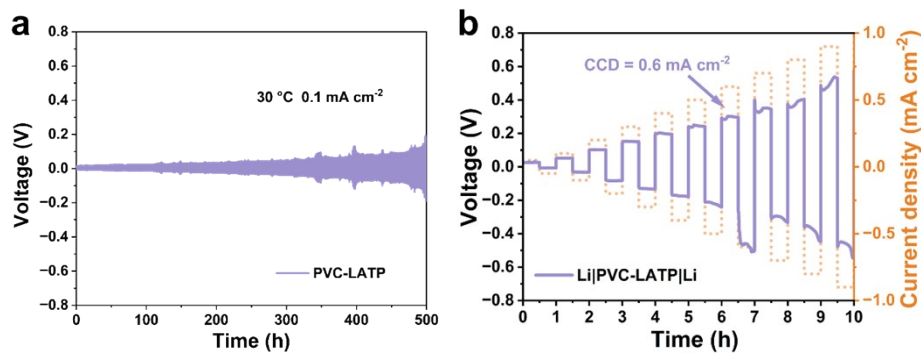 a
0.8
0.6
0.4
0.2
0.0
−0.2
−0.4
−0.6
−0.8
Voltage (V)
30 °C 0.1 mA cm⁻²
PVC-LATP
0 100 200 300 400 500
Time (h)
b
0.8
0.6
0.4
0.2
0.0
−0.2
−0.4
−0.6
−0.8
Voltage (V)
CCD = 0.6 mA cm⁻²
Li|PVC-LATP|Li
0 1 2 3 4 5 6 7 8 9 10
Time (h)
1.0
0.5
0.0
−0.5
−1.0
Current density (mA cm⁻²)